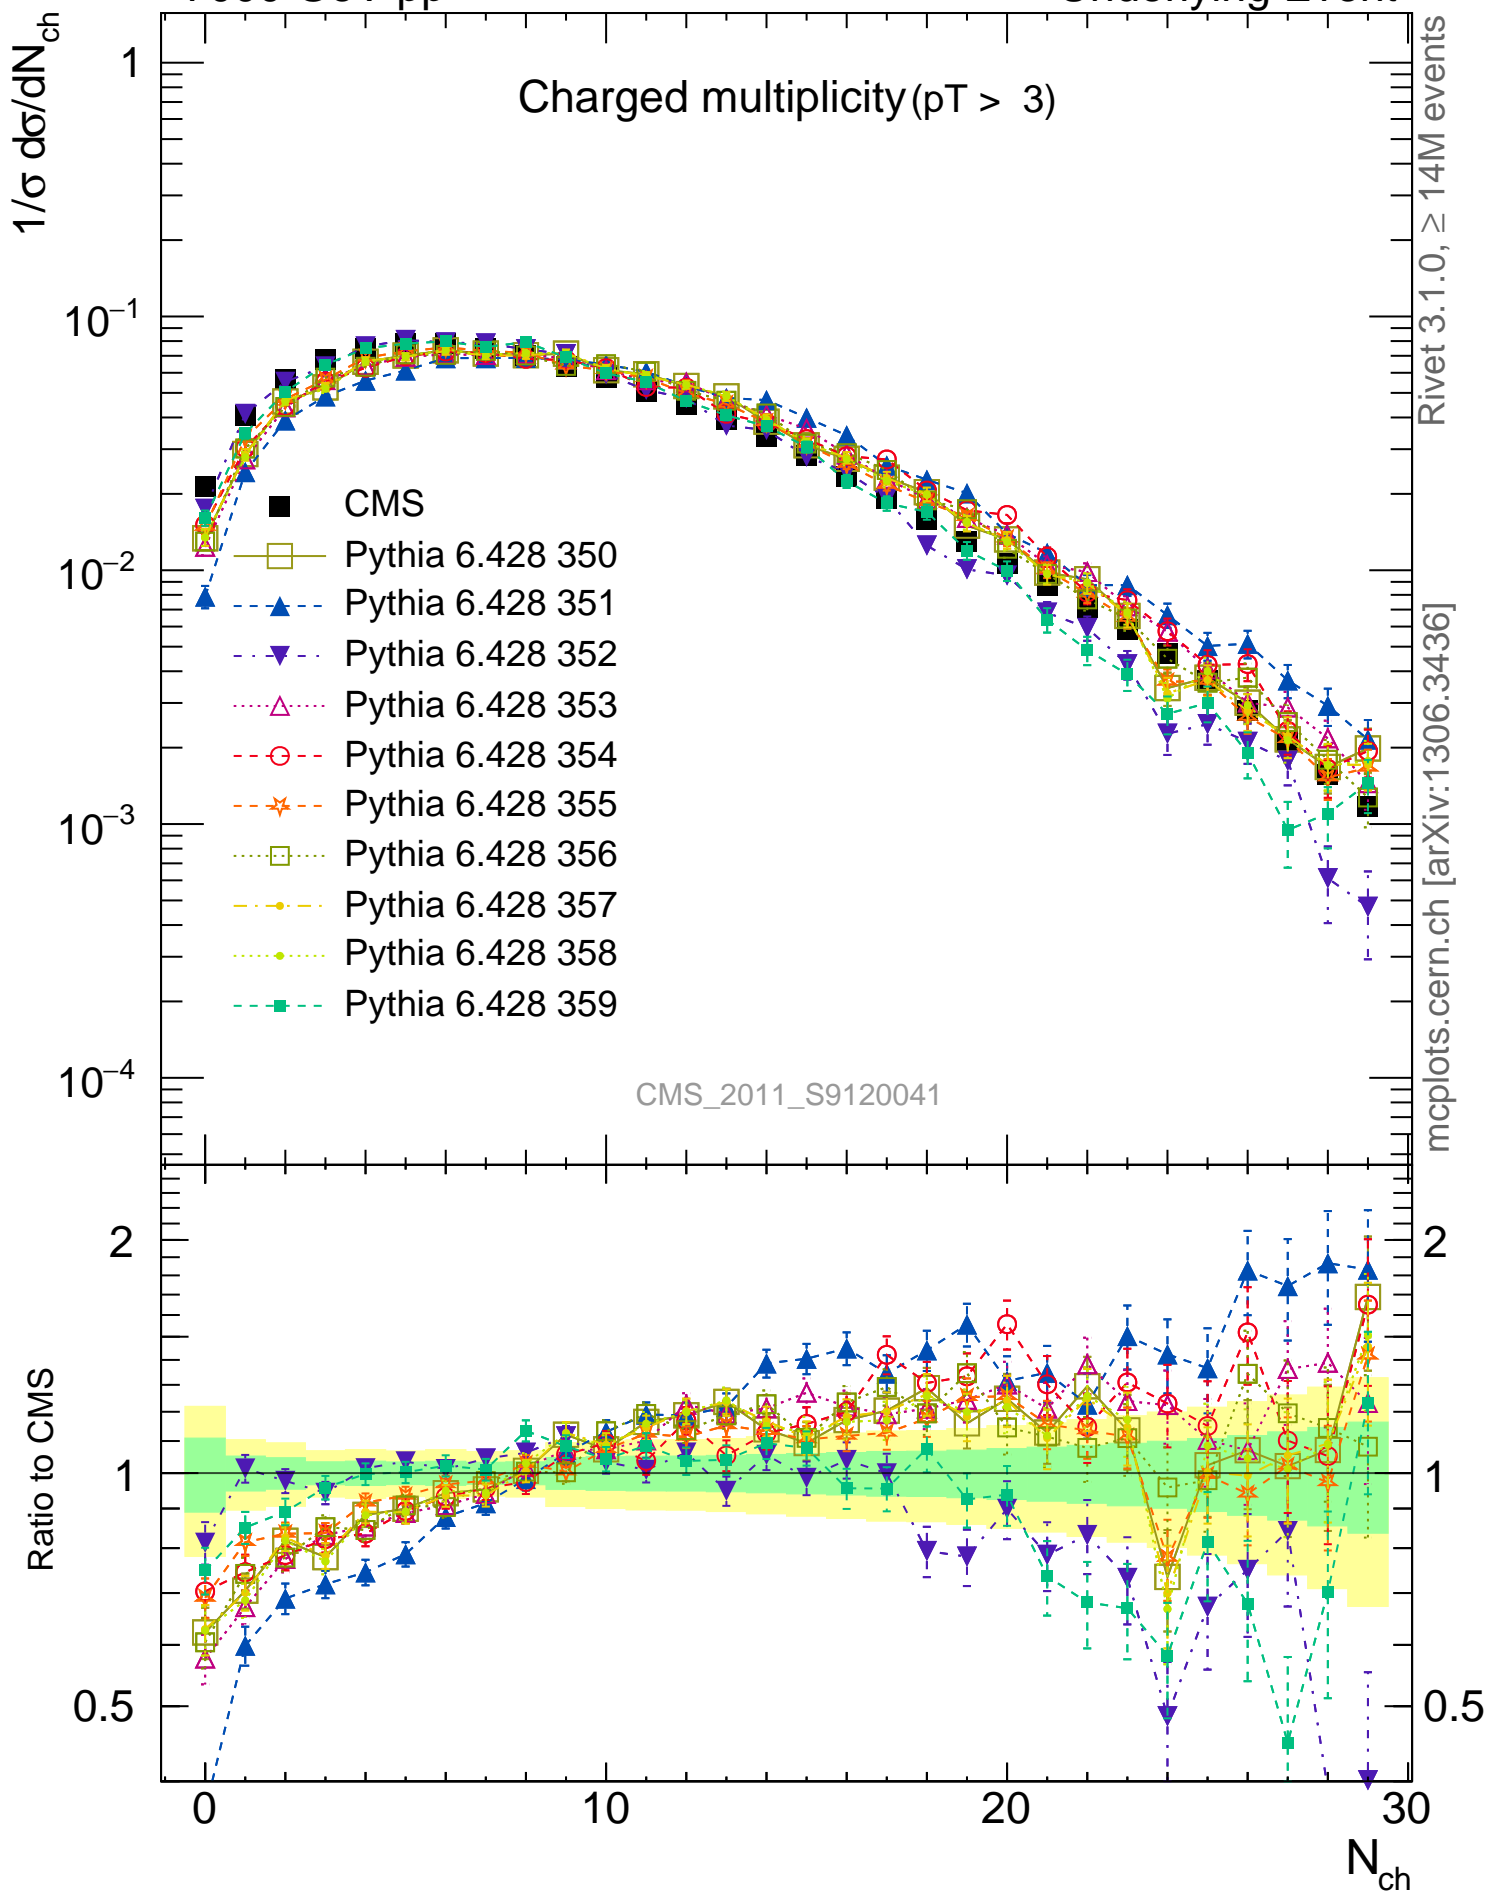 1/σ dσ/dN_ch
Charged multiplicity (pT > 3)
1
10⁻¹
10⁻²
10⁻³
10⁻⁴
CMS
Pythia 6.428 350
Pythia 6.428 351
Pythia 6.428 352
Pythia 6.428 353
Pythia 6.428 354
Pythia 6.428 355
Pythia 6.428 356
Pythia 6.428 357
Pythia 6.428 358
Pythia 6.428 359
CMS_2011_S9120041
Rivet 3.1.0, ≥ 14M events
mcplots.cern.ch [arXiv:1306.3436]
Ratio to CMS
2
1
0.5
2
1
0.5
0
10
20
30
N_ch